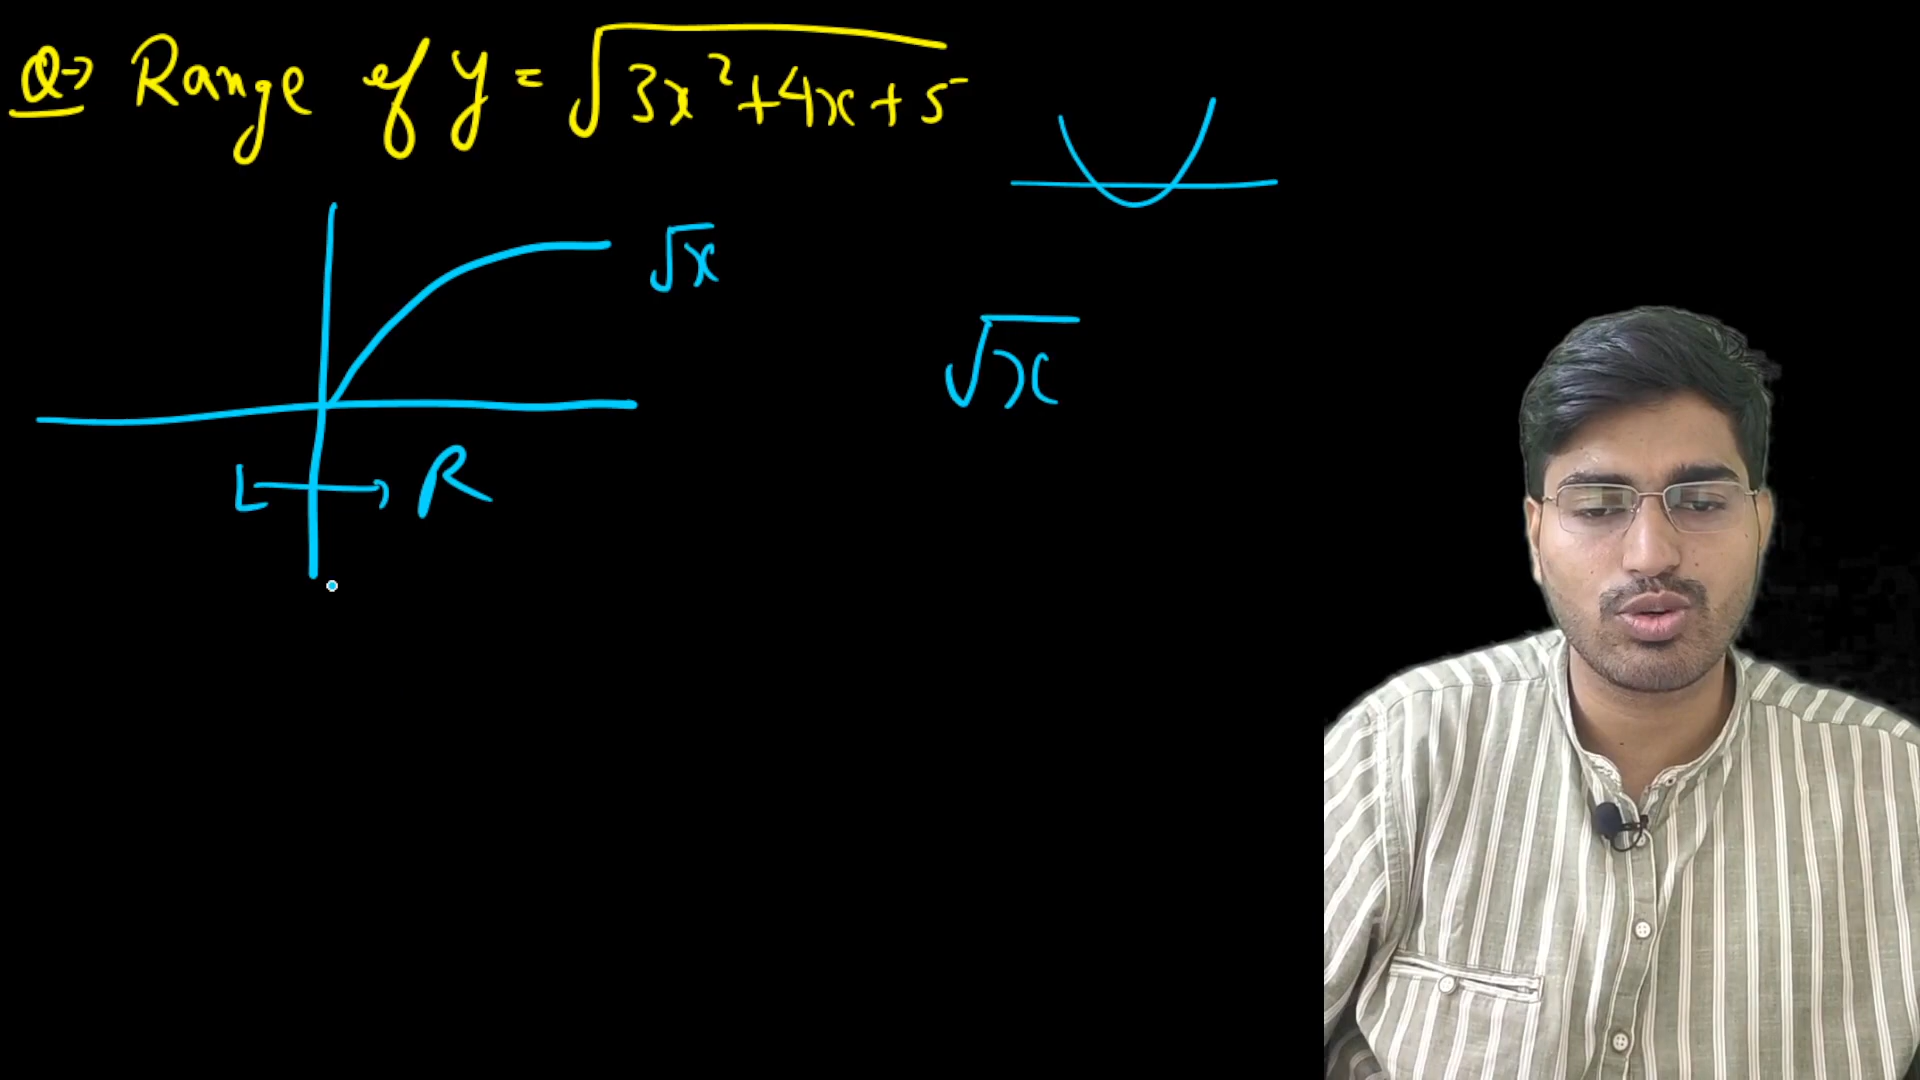 Q→ Range of y = √(3x²+4x+5)
√x
√x
R